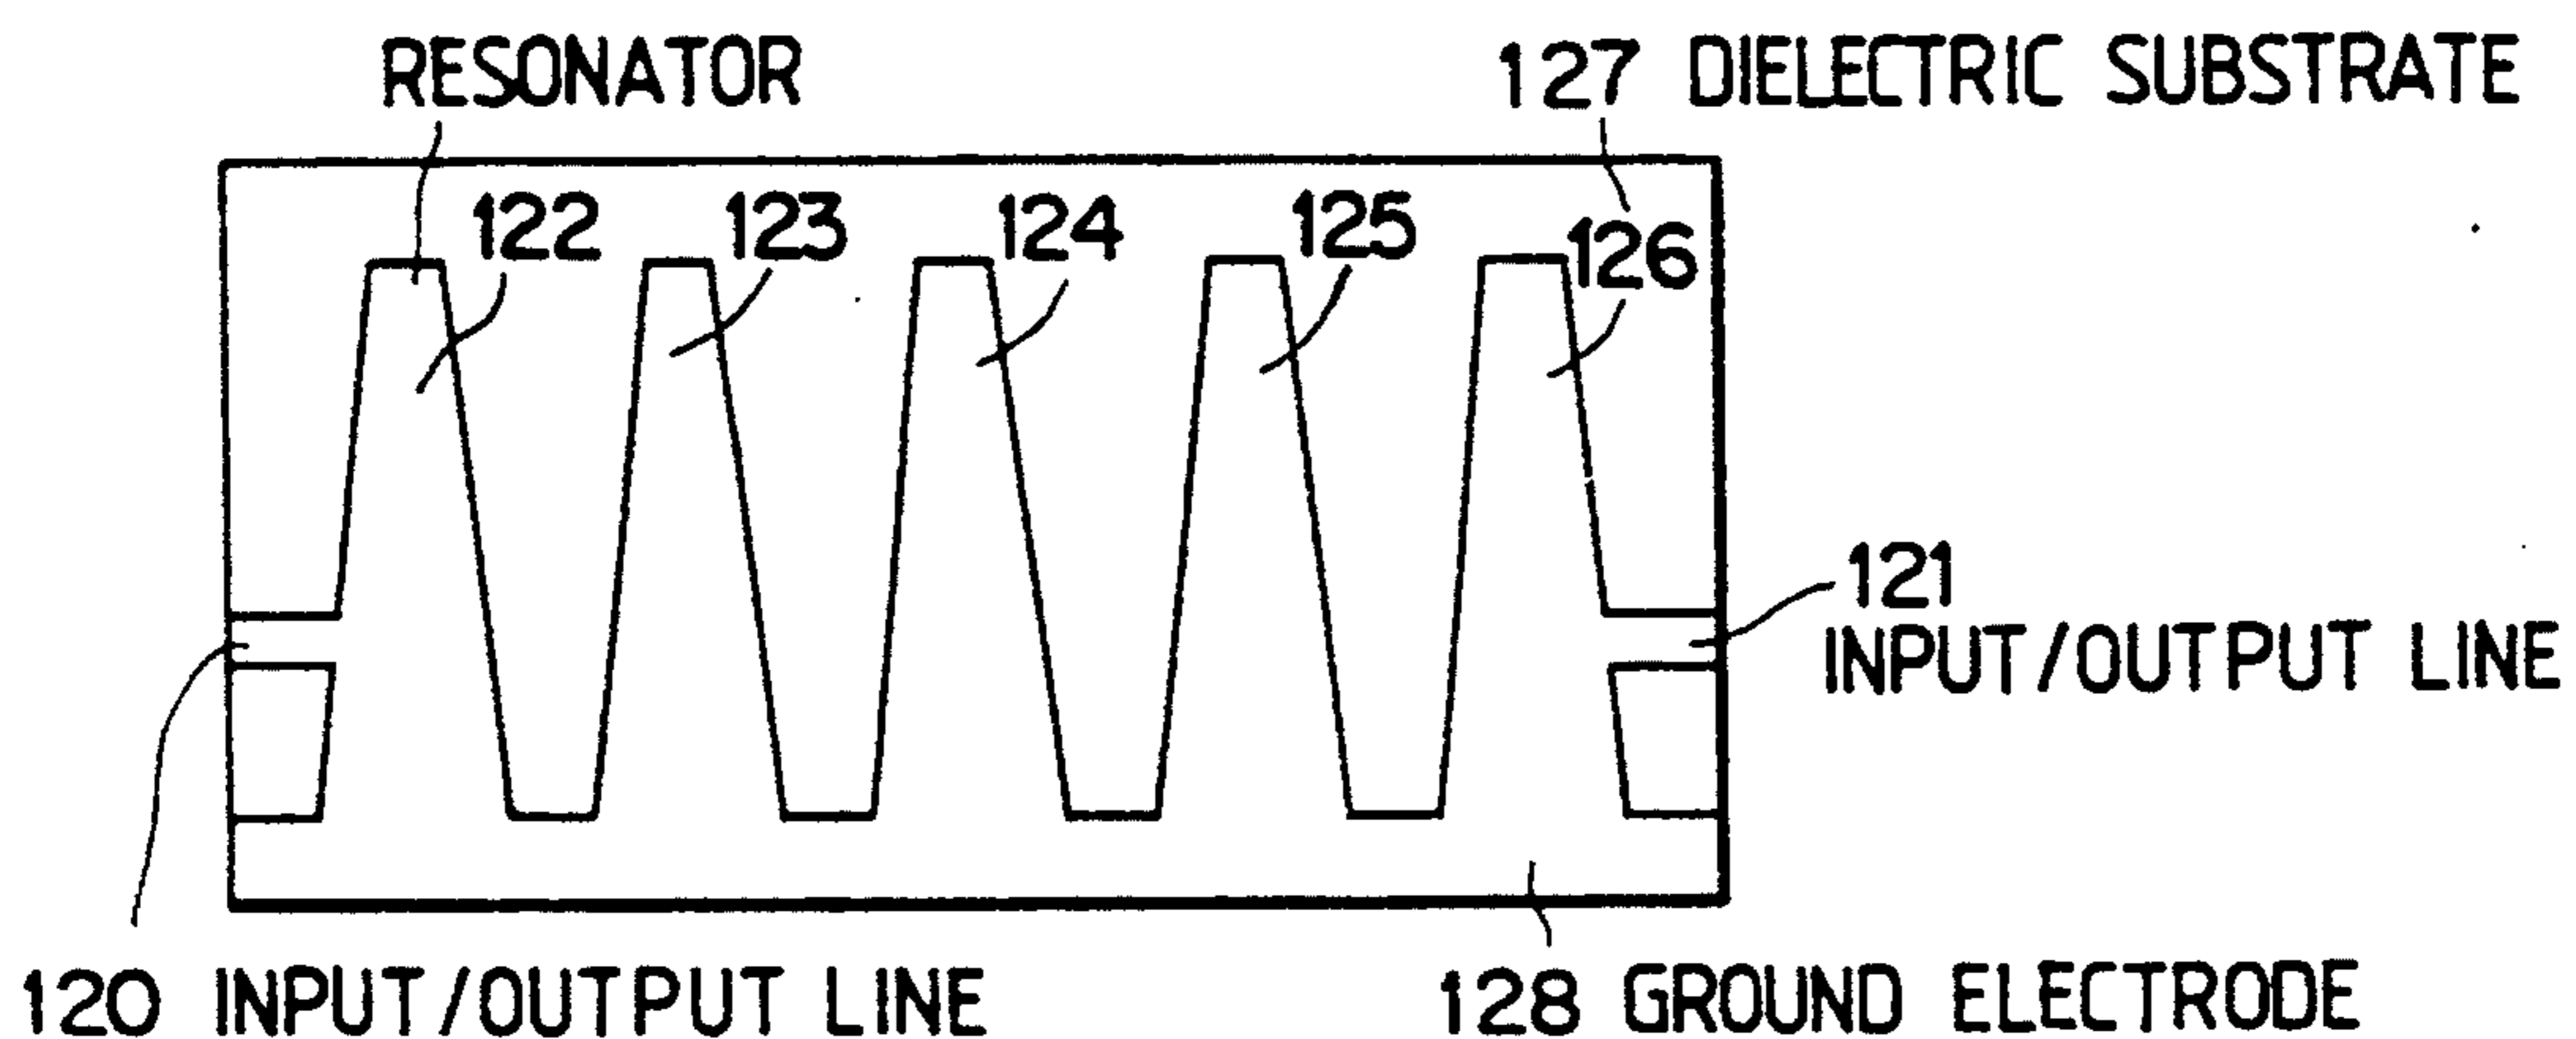 RESONATOR
127 DIELECTRIC SUBSTRATE
122
123
124
125
126
121
INPUT/OUTPUT LINE
120 INPUT/OUTPUT LINE
128 GROUND ELECTRODE